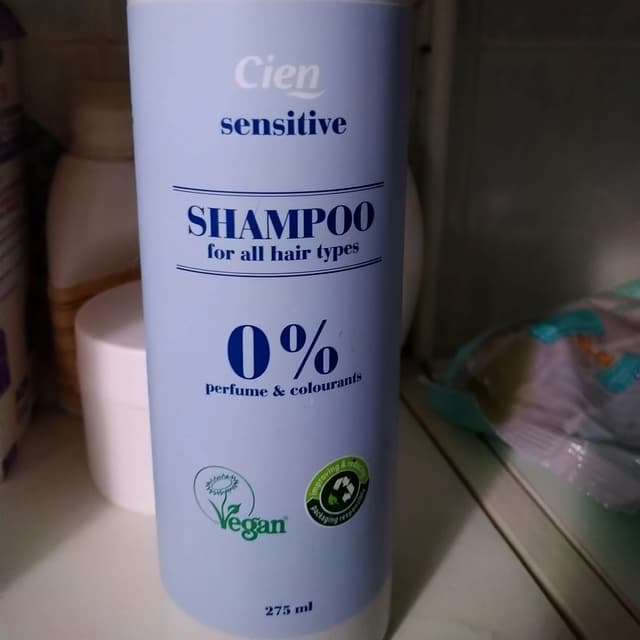 Cien
sensitive
SHAMPOO
for all hair types
0%
perfume & colourants
Vegan
275 ml